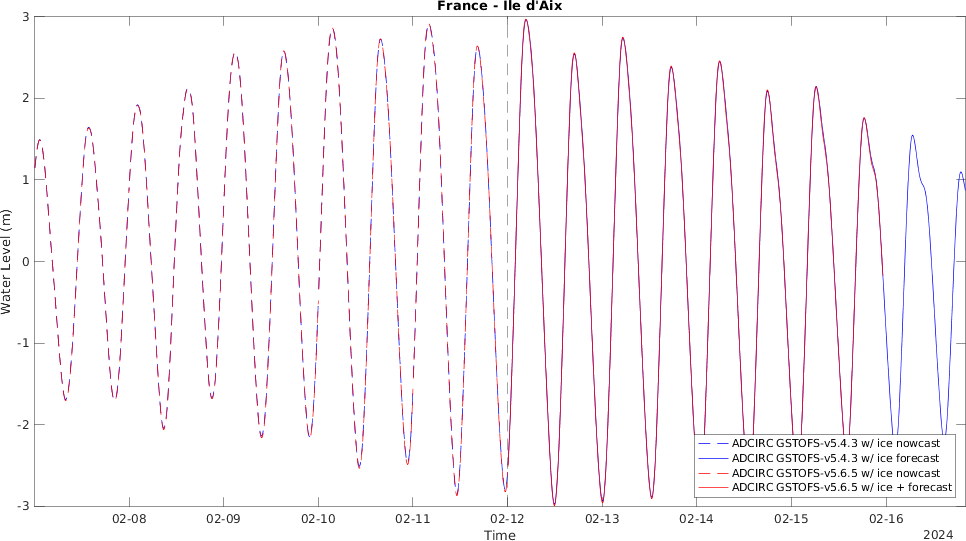 France - Ile d'Aix
3
2
1
0
-1
-2
-3
Water Level (m)
02-08
02-09
02-10
02-11
02-12
02-13
02-14
02-15
02-16
Time
2024
ADCIRC GSTOFS-v5.4.3 w/ ice nowcast
ADCIRC GSTOFS-v5.4.3 w/ ice forecast
ADCIRC GSTOFS-v5.6.5 w/ ice nowcast
ADCIRC GSTOFS-v5.6.5 w/ ice + forecast